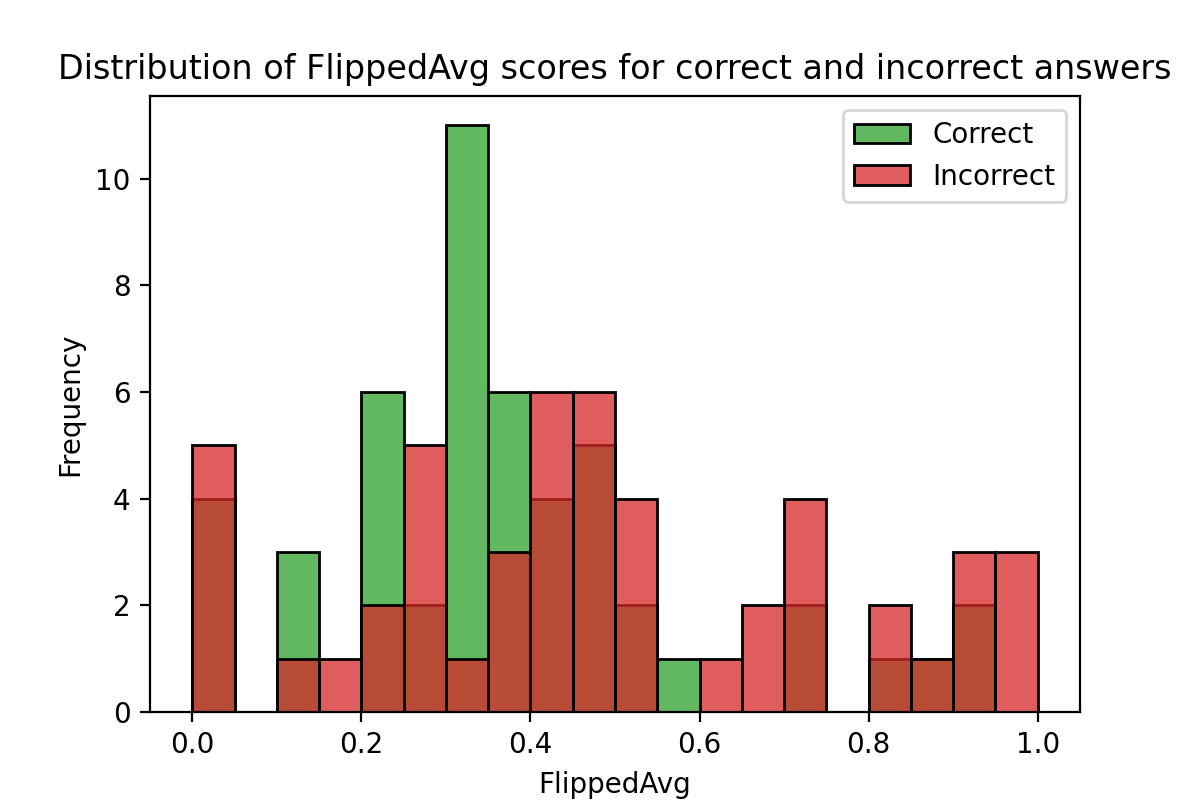 Distribution of FlippedAvg scores for correct and incorrect answers
Correct
Incorrect
10
8
6
4
2
0
Frequency
0.0 0.2 0.4 0.6 0.8 1.0
FlippedAvg